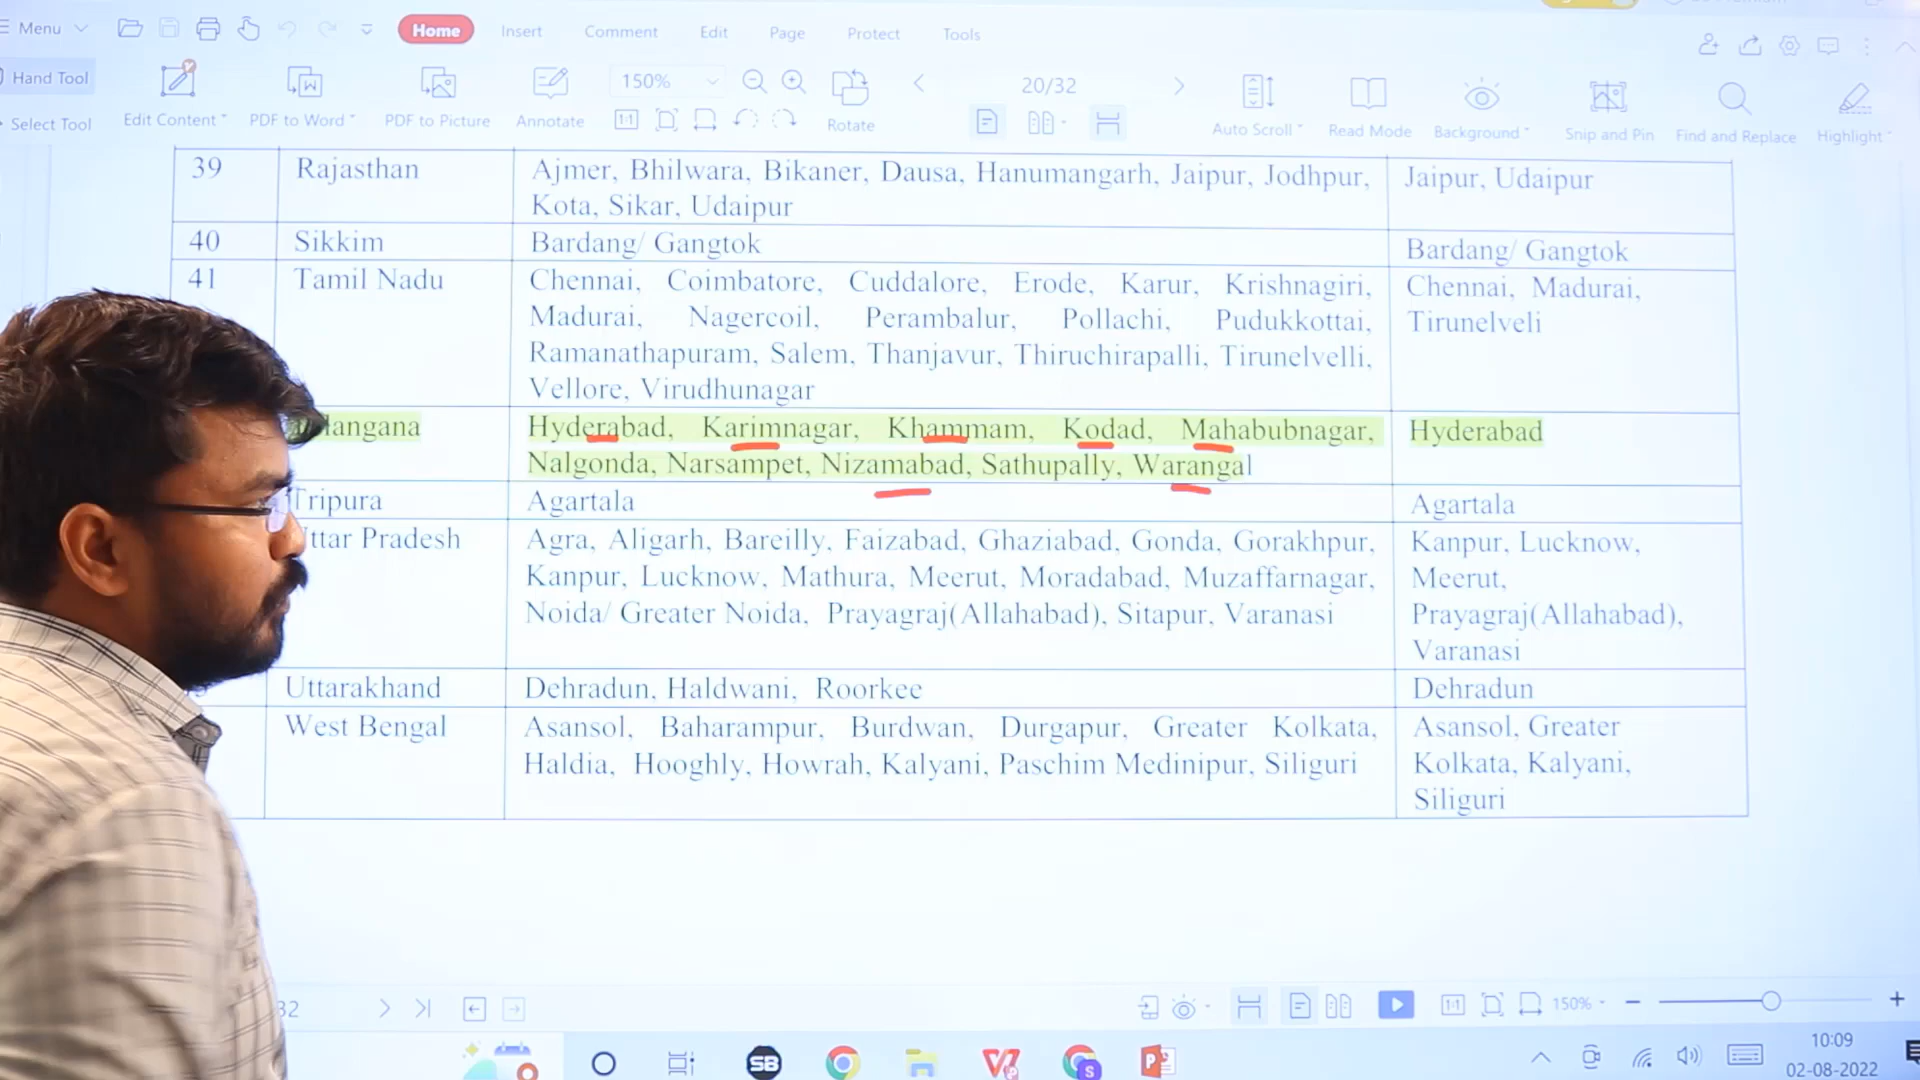 Menu
Home
Insert
Comment
Edit
Page
Protect
Tools
Hand Tool
Select Tool
Edit Content
PDF to Word
PDF to Picture
Annotate
150%
Rotate
20/32
Auto Scroll
Read Mode
Background
Snip and Pin
Find and Replace
Highlight
39 Rajasthan Ajmer, Bhilwara, Bikaner, Dausa, Hanumangarh, Jaipur, Jodhpur, Jaipur, Udaipur
Kota, Sikar, Udaipur
40 Sikkim Bardang/ Gangtok Bardang/ Gangtok
41 Tamil Nadu Chennai, Coimbatore, Cuddalore, Erode, Karur, Krishnagiri, Chennai, Madurai,
Madurai, Nagercoil, Perambalur, Pollachi, Pudukkottai, Tirunelveli
Ramanathapuram, Salem, Thanjavur, Thiruchirapalli, Tirunelvelli,
Vellore, Virudhunagar
langana Hyderabad, Karimnagar, Khammam, Kodad, Mahabubnagar, Hyderabad
Nalgonda, Narsampet, Nizamabad, Sathupally, Warangal
Tripura Agartala Agartala
ttar Pradesh Agra, Aligarh, Bareilly, Faizabad, Ghaziabad, Gonda, Gorakhpur, Kanpur, Lucknow,
Kanpur, Lucknow, Mathura, Meerut, Moradabad, Muzaffarnagar, Meerut,
Noida/ Greater Noida, Prayagraj(Allahabad), Sitapur, Varanasi Prayagraj(Allahabad),
Varanasi
Uttarakhand Dehradun, Haldwani, Roorkee Dehradun
West Bengal Asansol, Baharampur, Burdwan, Durgapur, Greater Kolkata, Asansol, Greater
Haldia, Hooghly, Howrah, Kalyani, Paschim Medinipur, Siliguri Kolkata, Kalyani,
Siliguri
32
150%
SB
10:09
02-08-2022